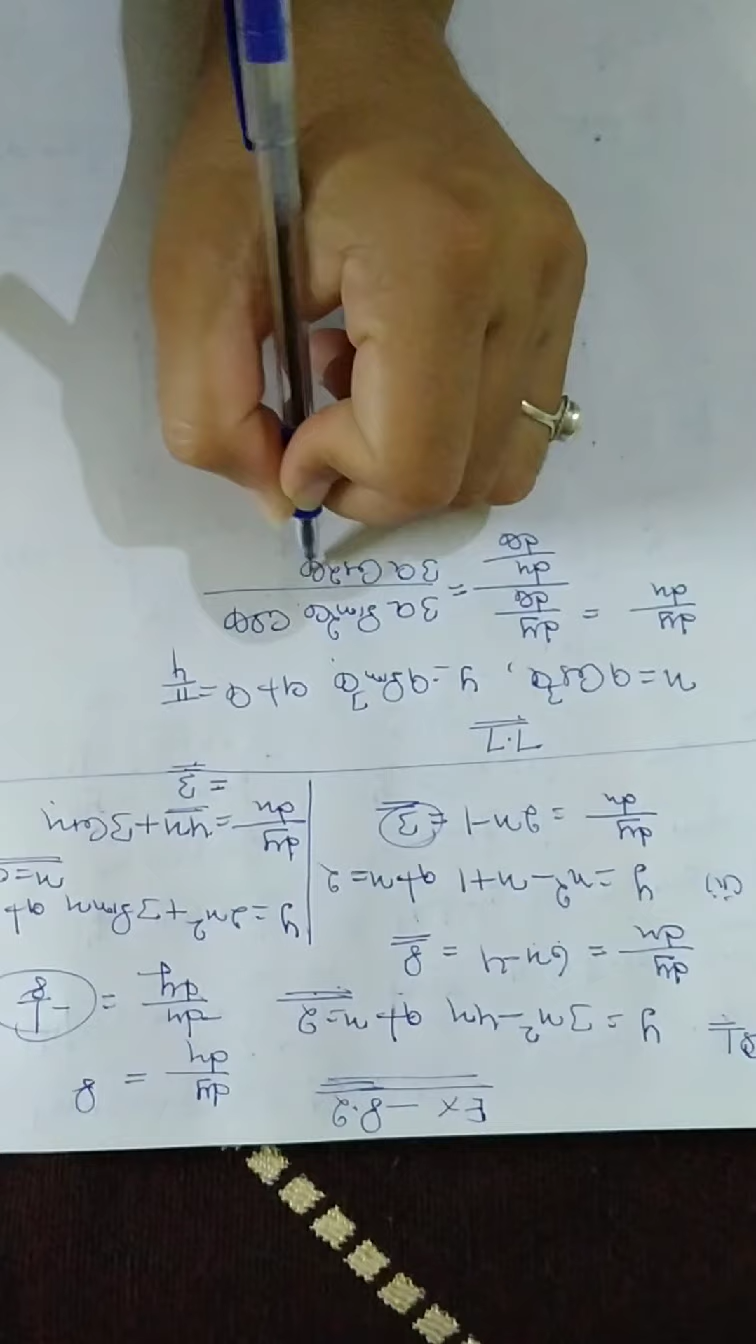 Ex - 8.2
Q1 y = 3x² - 4x at x = 2
dy/dx = 8
dy/dx = 6x - 4 = 8
-dx/dy = -1/8
(ii) y = x² - x + 1 at x = 2
dy/dx = 2x - 1 = 3
y = 2x² + 3 sin x at
x = 0
dy/dx = 4x + 3 cos x
= 3
7.7
x = a cos³θ, y = a sin³θ at θ = π/4
dy/dx = dy/dθ / dx/dθ = 3a sin²θ cosθ / 3a cos²θ